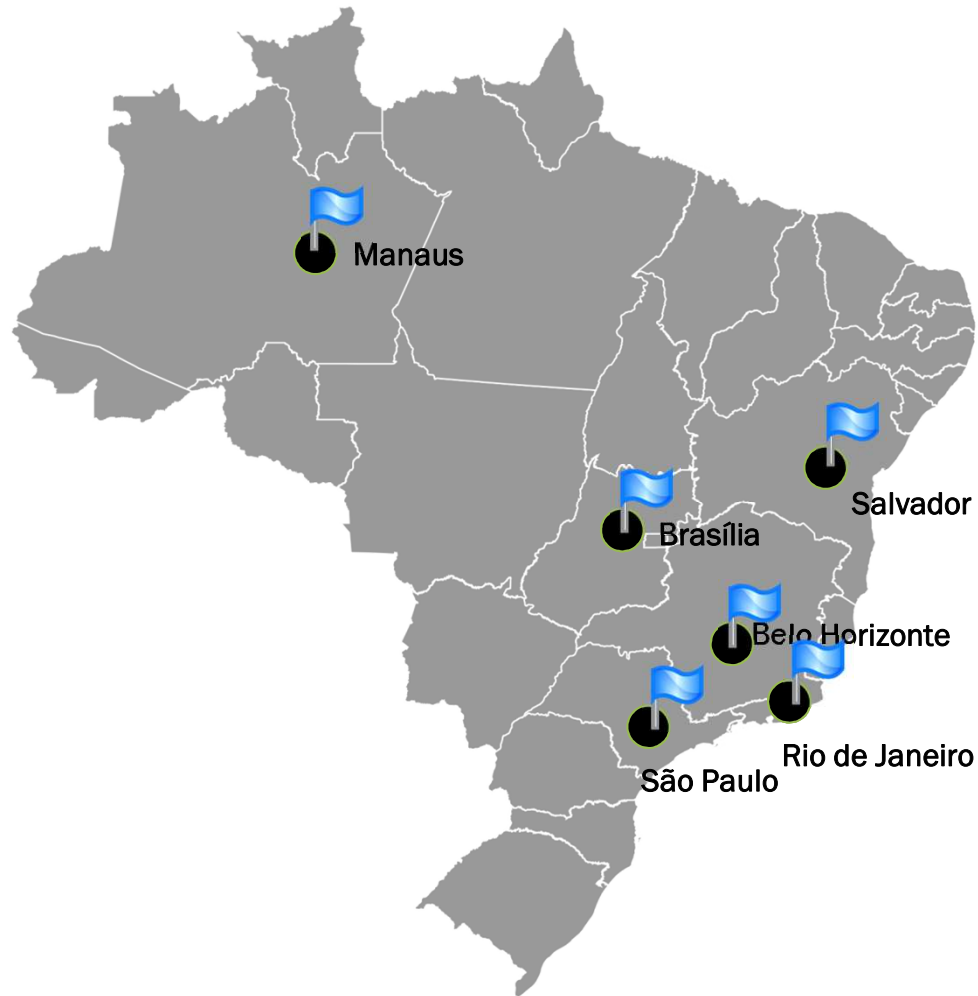 Manaus
Salvador
Brasília
Belo Horizonte
Rio de Janeiro
São Paulo